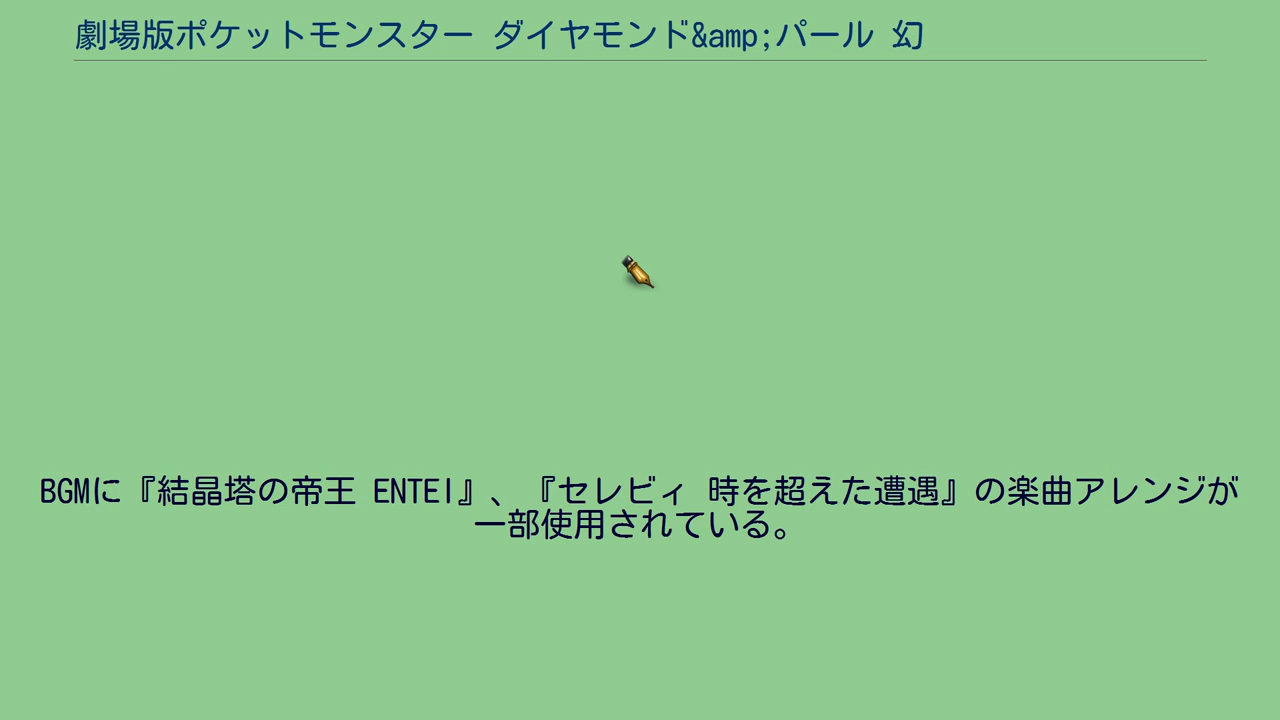 劇場版ポケットモンスター ダイヤモンド&amp;パール 幻
BGMに『結晶塔の帝王 ENTEI』、『セレビィ 時を超えた遭遇』の楽曲アレンジが
一部使用されている。